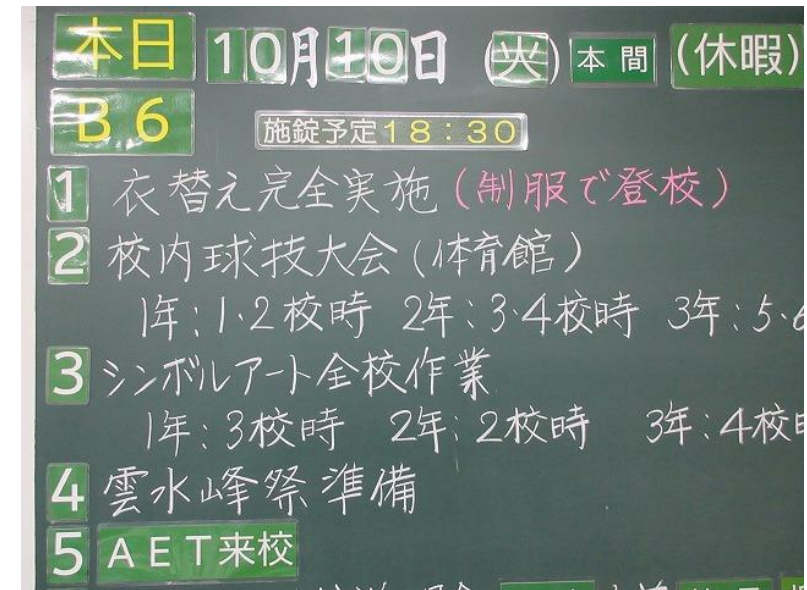 本日 10月10日 (火) 本間 (休暇)
B6 施錠予定18:30
1 衣替え完全実施(制服で登校)
2 校内球技大会(体育館)
1年:1・2校時 2年:3・4校時 3年:5・6
3 シンボルアート全校作業
1年:3校時 2年:2校時 3年:4校時
4 雲水峰祭準備
5 AET来校